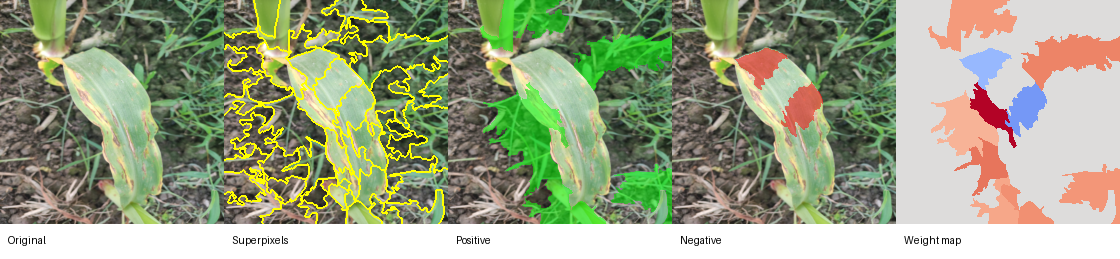 Original
Superpixels
Positive
Negative
Weight map